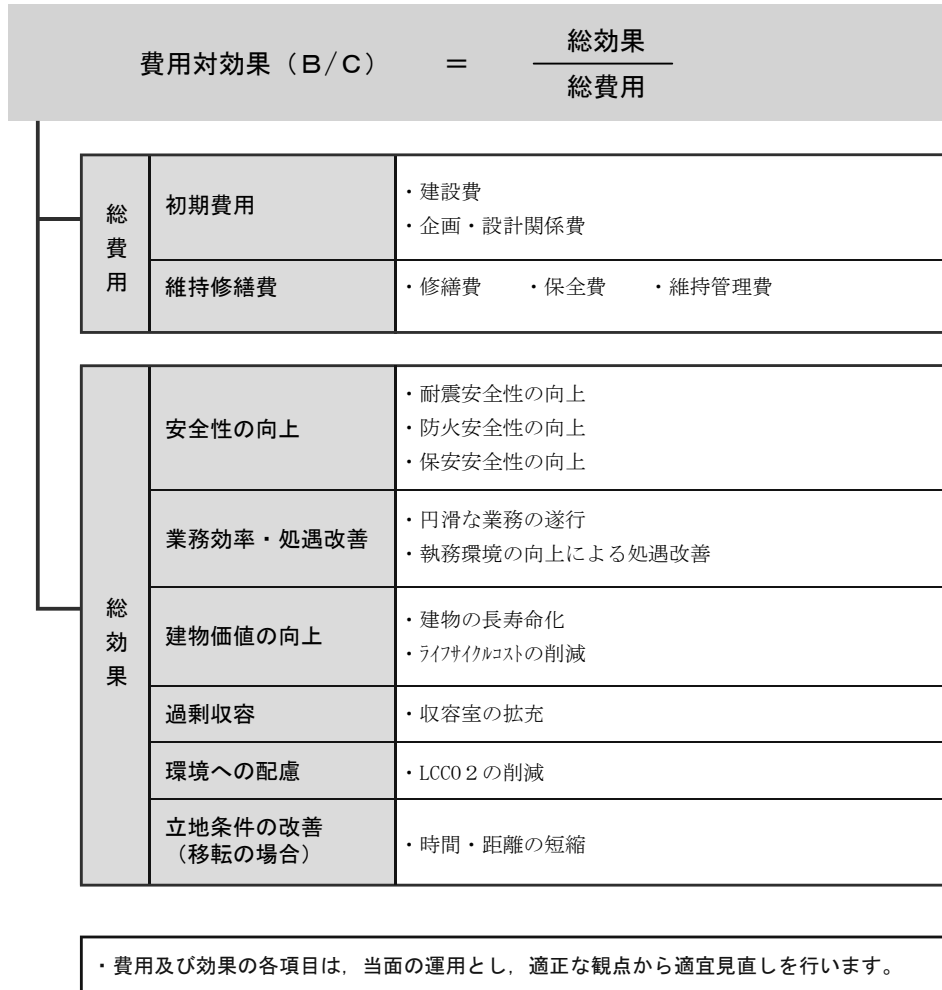 費用対効果（Ｂ／Ｃ） ＝ 総効果
総費用
総費用
初期費用
・建設費
・企画・設計関係費
維持修繕費
・修繕費 ・保全費 ・維持管理費
総効果
安全性の向上
・耐震安全性の向上
・防火安全性の向上
・保安安全性の向上
業務効率・処遇改善
・円滑な業務の遂行
・執務環境の向上による処遇改善
建物価値の向上
・建物の長寿命化
・ﾗｲﾌｻｲｸﾙｺｽﾄの削減
過剰収容
・収容室の拡充
環境への配慮
・LCCO２の削減
立地条件の改善
（移転の場合）
・時間・距離の短縮
・費用及び効果の各項目は，当面の運用とし，適正な観点から適宜見直しを行います。